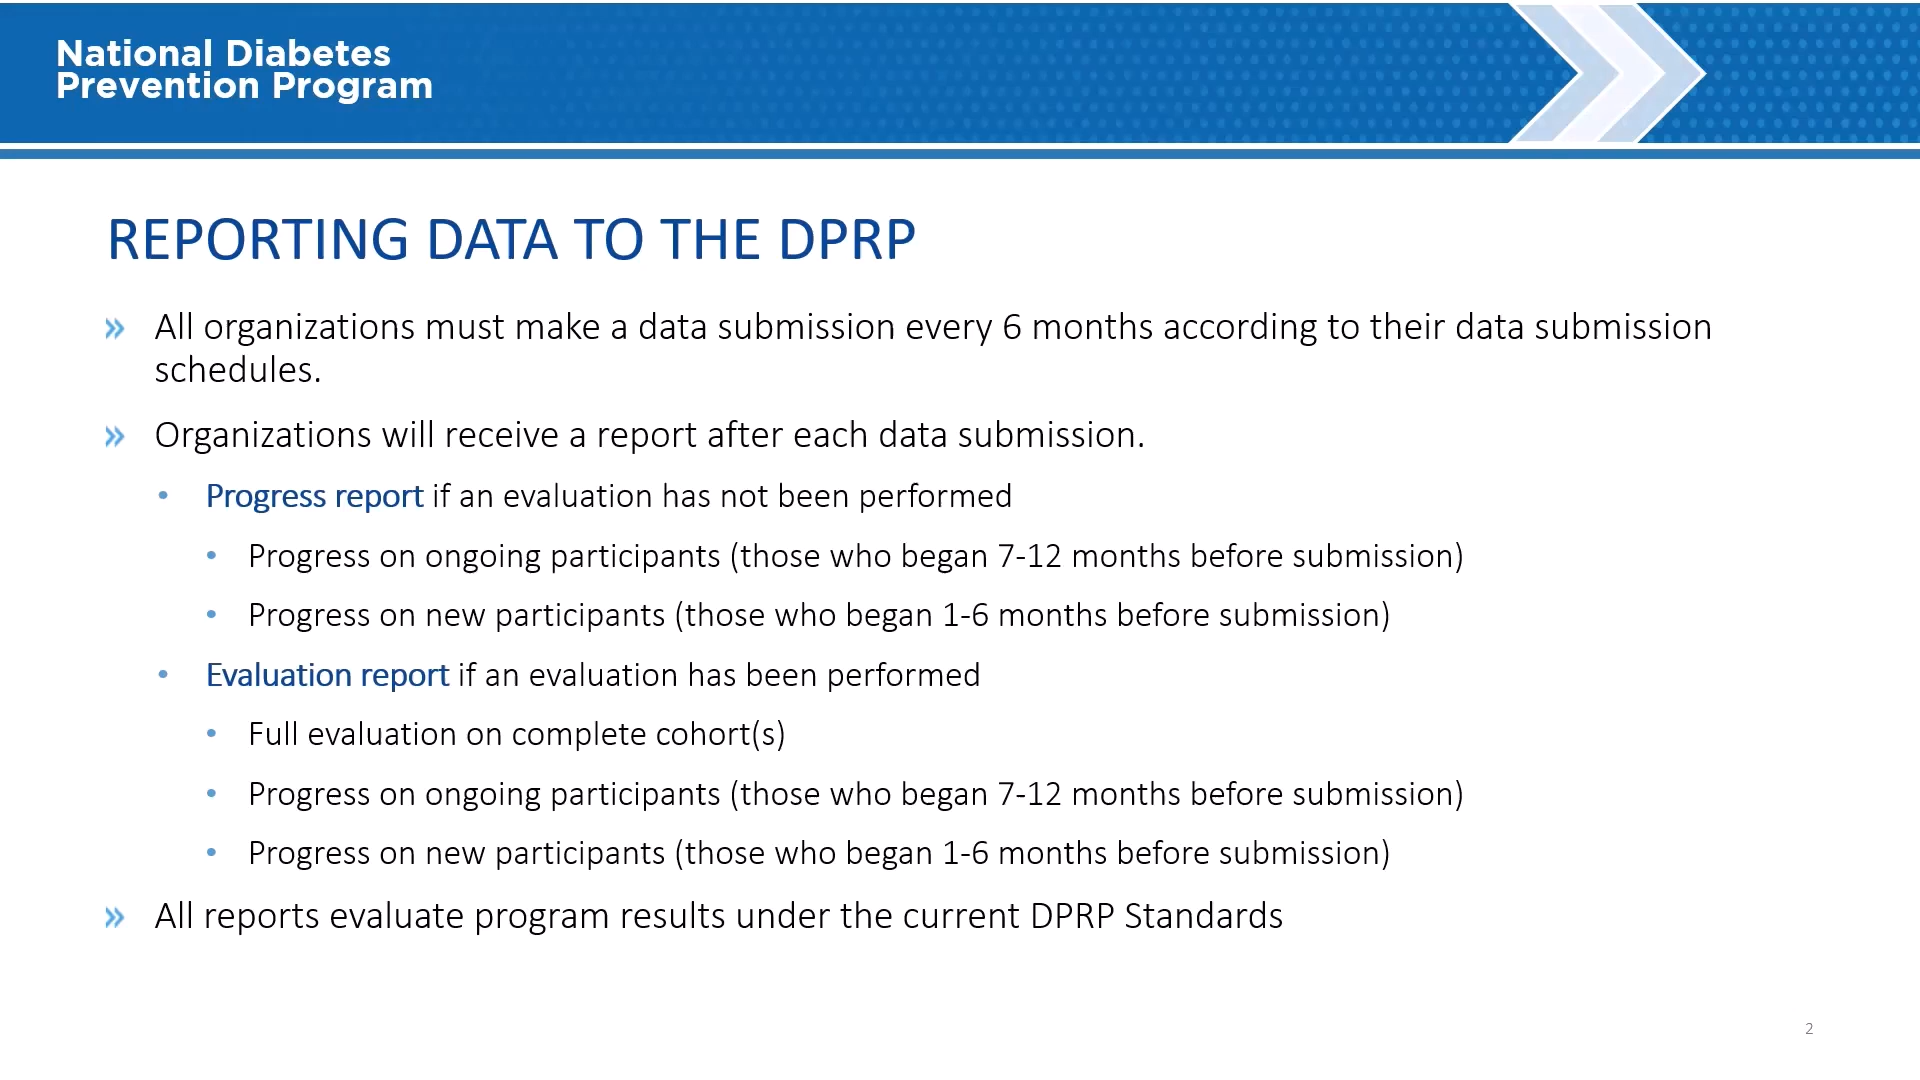 National Diabetes
Prevention Program
REPORTING DATA TO THE DPRP
» All organizations must make a data submission every 6 months according to their data submission
schedules.
» Organizations will receive a report after each data submission.
• Progress report if an evaluation has not been performed
• Progress on ongoing participants (those who began 7-12 months before submission)
• Progress on new participants (those who began 1-6 months before submission)
• Evaluation report if an evaluation has been performed
• Full evaluation on complete cohort(s)
• Progress on ongoing participants (those who began 7-12 months before submission)
• Progress on new participants (those who began 1-6 months before submission)
» All reports evaluate program results under the current DPRP Standards
2